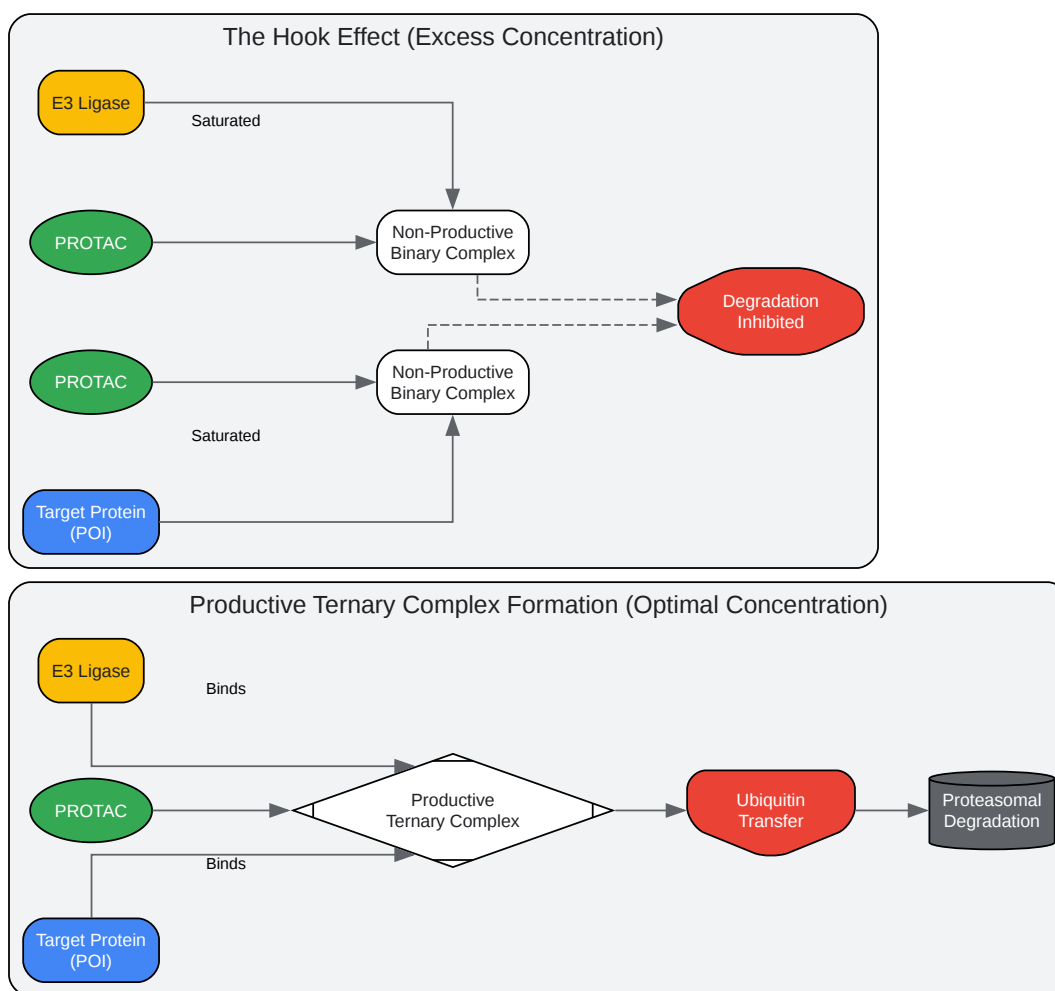 The Hook Effect (Excess Concentration)
E3 Ligase
Saturated
PROTAC
Non-Productive
Binary Complex
Degradation
Inhibited
PROTAC
Non-Productive
Binary Complex
Saturated
Target Protein
(POI)
Productive Ternary Complex Formation (Optimal Concentration)
E3 Ligase
Binds
PROTAC
Productive
Ternary Complex
Ubiquitin
Transfer
Proteasomal
Degradation
Binds
Target Protein
(POI)